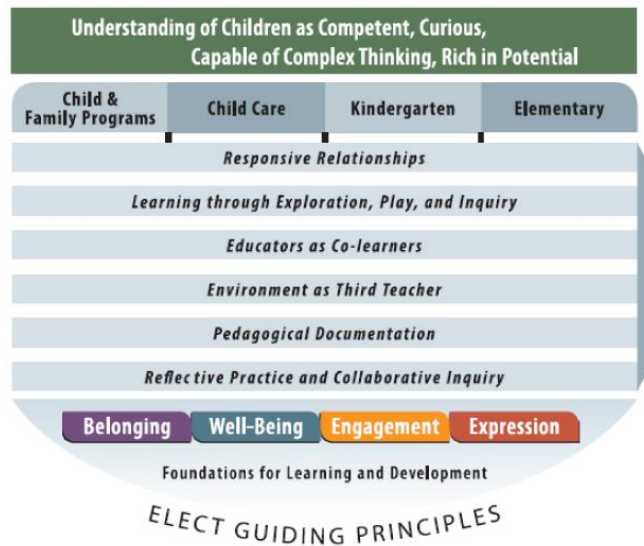 Understanding of Children as Competent, Curious,
Capable of Complex Thinking, Rich in Potential
Child &
Family Programs
Child Care
Kindergarten
Elementary
Responsive Relationships
Learning through Exploration, Play, and Inquiry
Educators as Co-learners
Environment as Third Teacher
Pedagogical Documentation
Reflective Practice and Collaborative Inquiry
Belonging
Well-Being
Engagement
Expression
Foundations for Learning and Development
ELECT GUIDING PRINCIPLES